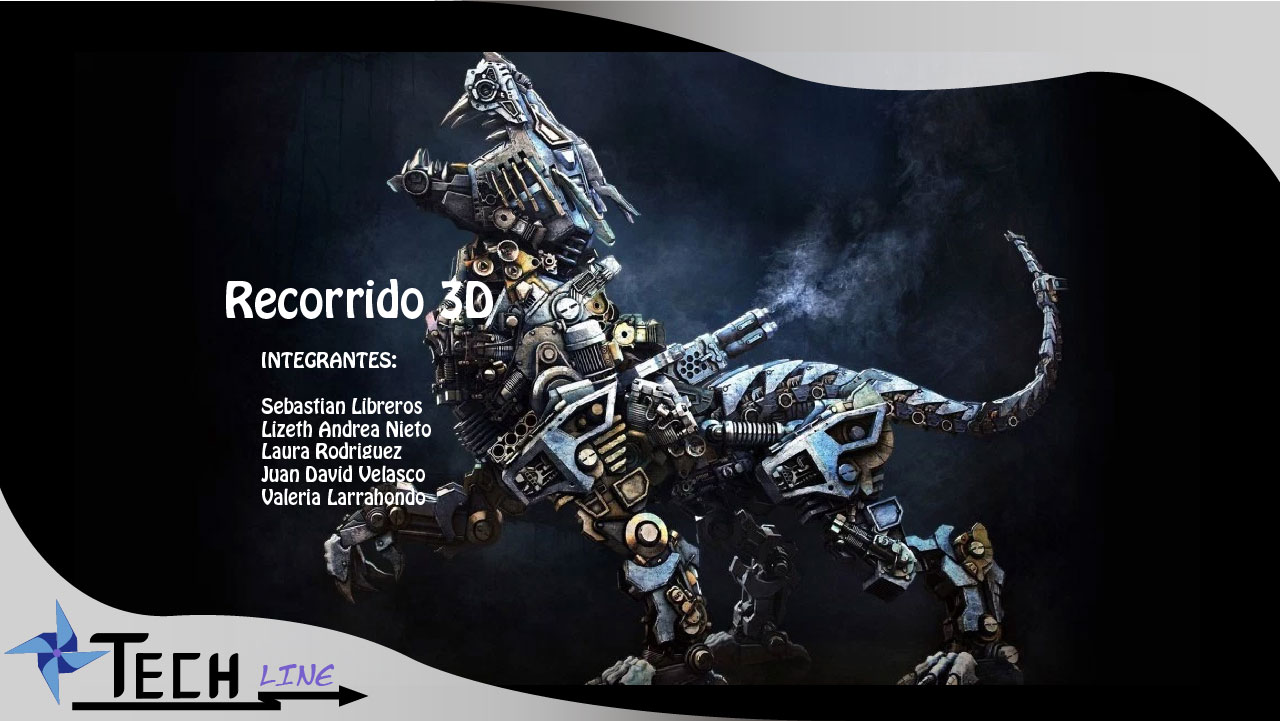 Recorrido 3D
INTEGRANTES:
Sebastian Libreros
Lizeth Andrea Nieto
Laura Rodriguez
Juan David Velasco
Valeria Larrahondo
TECH LINE